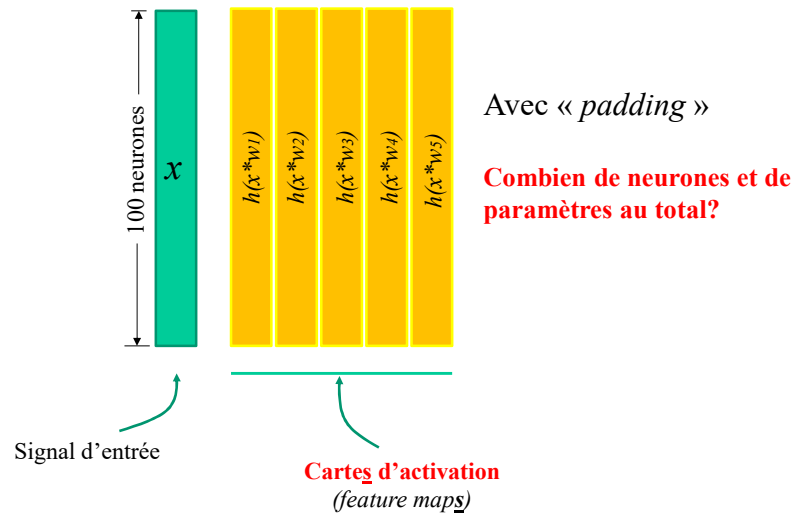 100 neurones
x
h(x*w1)
h(x*w2)
h(x*w3)
h(x*w4)
h(x*w5)
Avec « padding »
Combien de neurones et de
paramètres au total?
Signal d’entrée
Cartes d’activation
(feature maps)